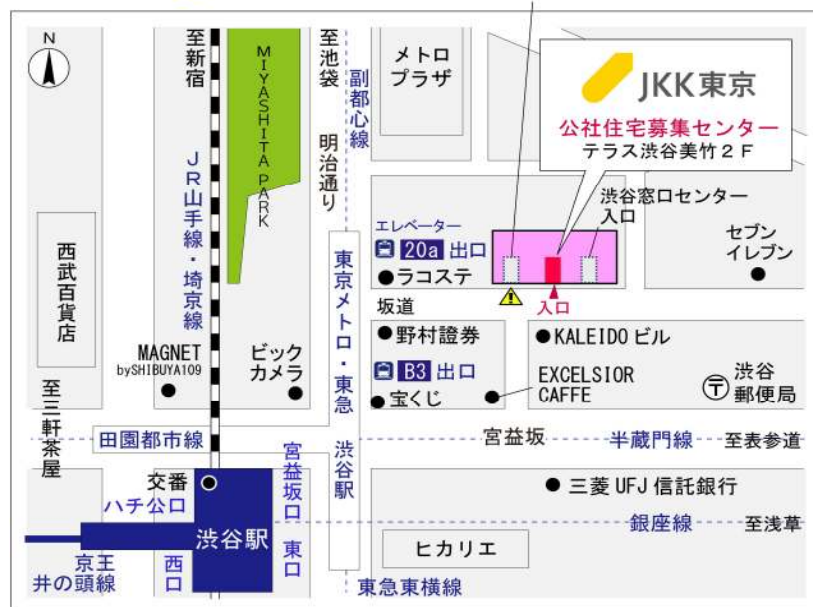 N
至新宿
MIYASHITA PARK
至池袋
副都心線
明治通り
メトロ
プラザ
JKK東京
公社住宅募集センター
テラス渋谷美竹2F
JR山手線・埼京線
渋谷窓口センター
入口
エレベーター
20a 出口
ラコステ
セブン
イレブン
西武百貨店
東京メトロ・東急
渋谷駅
入口
坂道
野村證券
KALEIDO ビル
MAGNET
bySHIBUYA109
ビック
カメラ
B3 出口
EXCELSIOR
CAFFE
渋谷
郵便局
宝くじ
至三軒茶屋
田園都市線
宮益坂
半蔵門線
至表参道
交番
宮益坂口
ハチ公口
三菱 UFJ 信託銀行
渋谷駅
銀座線
至浅草
東口
西口
ヒカリエ
京王
井の頭線
東急東横線